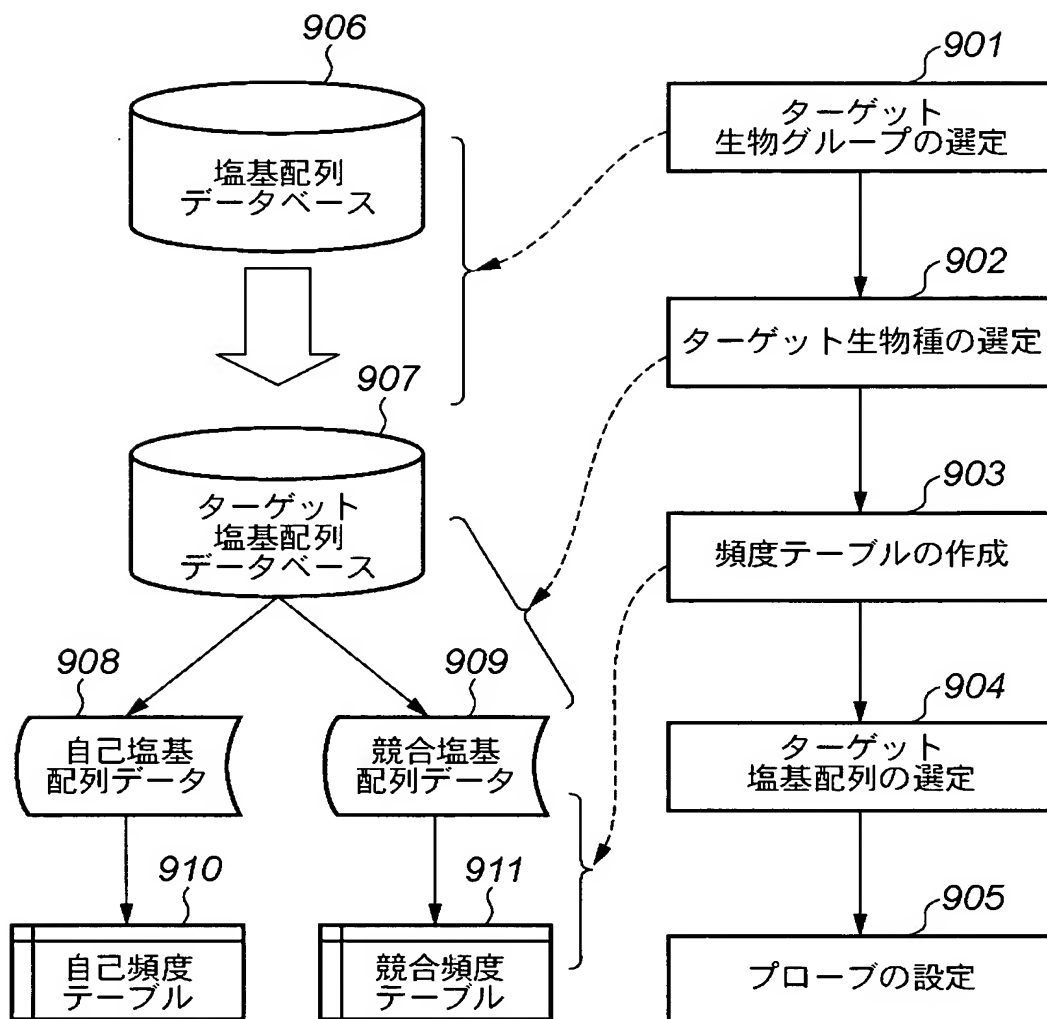 906
塩基配列
データベース
907
ターゲット
塩基配列
データベース
908
自己塩基
配列データ
909
競合塩基
配列データ
910
自己頻度
テーブル
911
競合頻度
テーブル
901
ターゲット
生物グループの選定
902
ターゲット生物種の選定
903
頻度テーブルの作成
904
ターゲット
塩基配列の選定
905
プローブの設定